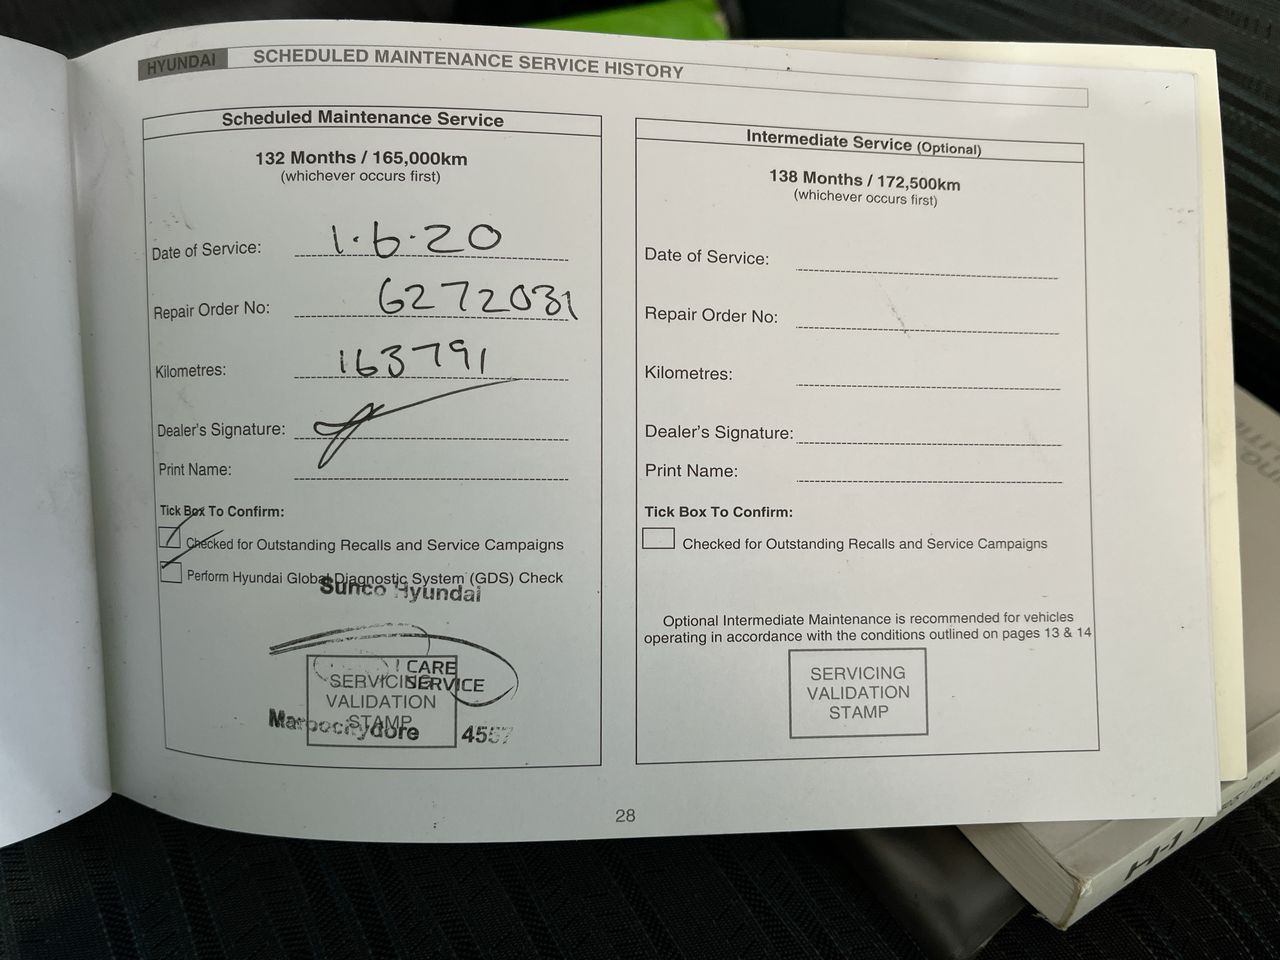 HYUNDAI SCHEDULED MAINTENANCE SERVICE HISTORY
Scheduled Maintenance Service
132 Months / 165,000km
(whichever occurs first)
Date of Service: 1·6·20
Repair Order No: 6272031
Kilometres: 163791
Dealer's Signature:
Print Name:
Tick Box To Confirm:
Checked for Outstanding Recalls and Service Campaigns
Perform Hyundai Global Diagnostic System (GDS) Check
Sunco Hyundai
CARE
SERVICE
SERVICING
VALIDATION
STAMP
Maroochydore 4557
Intermediate Service (Optional)
138 Months / 172,500km
(whichever occurs first)
Date of Service:
Repair Order No:
Kilometres:
Dealer's Signature:
Print Name:
Tick Box To Confirm:
Checked for Outstanding Recalls and Service Campaigns
Optional Intermediate Maintenance is recommended for vehicles
operating in accordance with the conditions outlined on pages 13 & 14
SERVICING
VALIDATION
STAMP
28
H-1